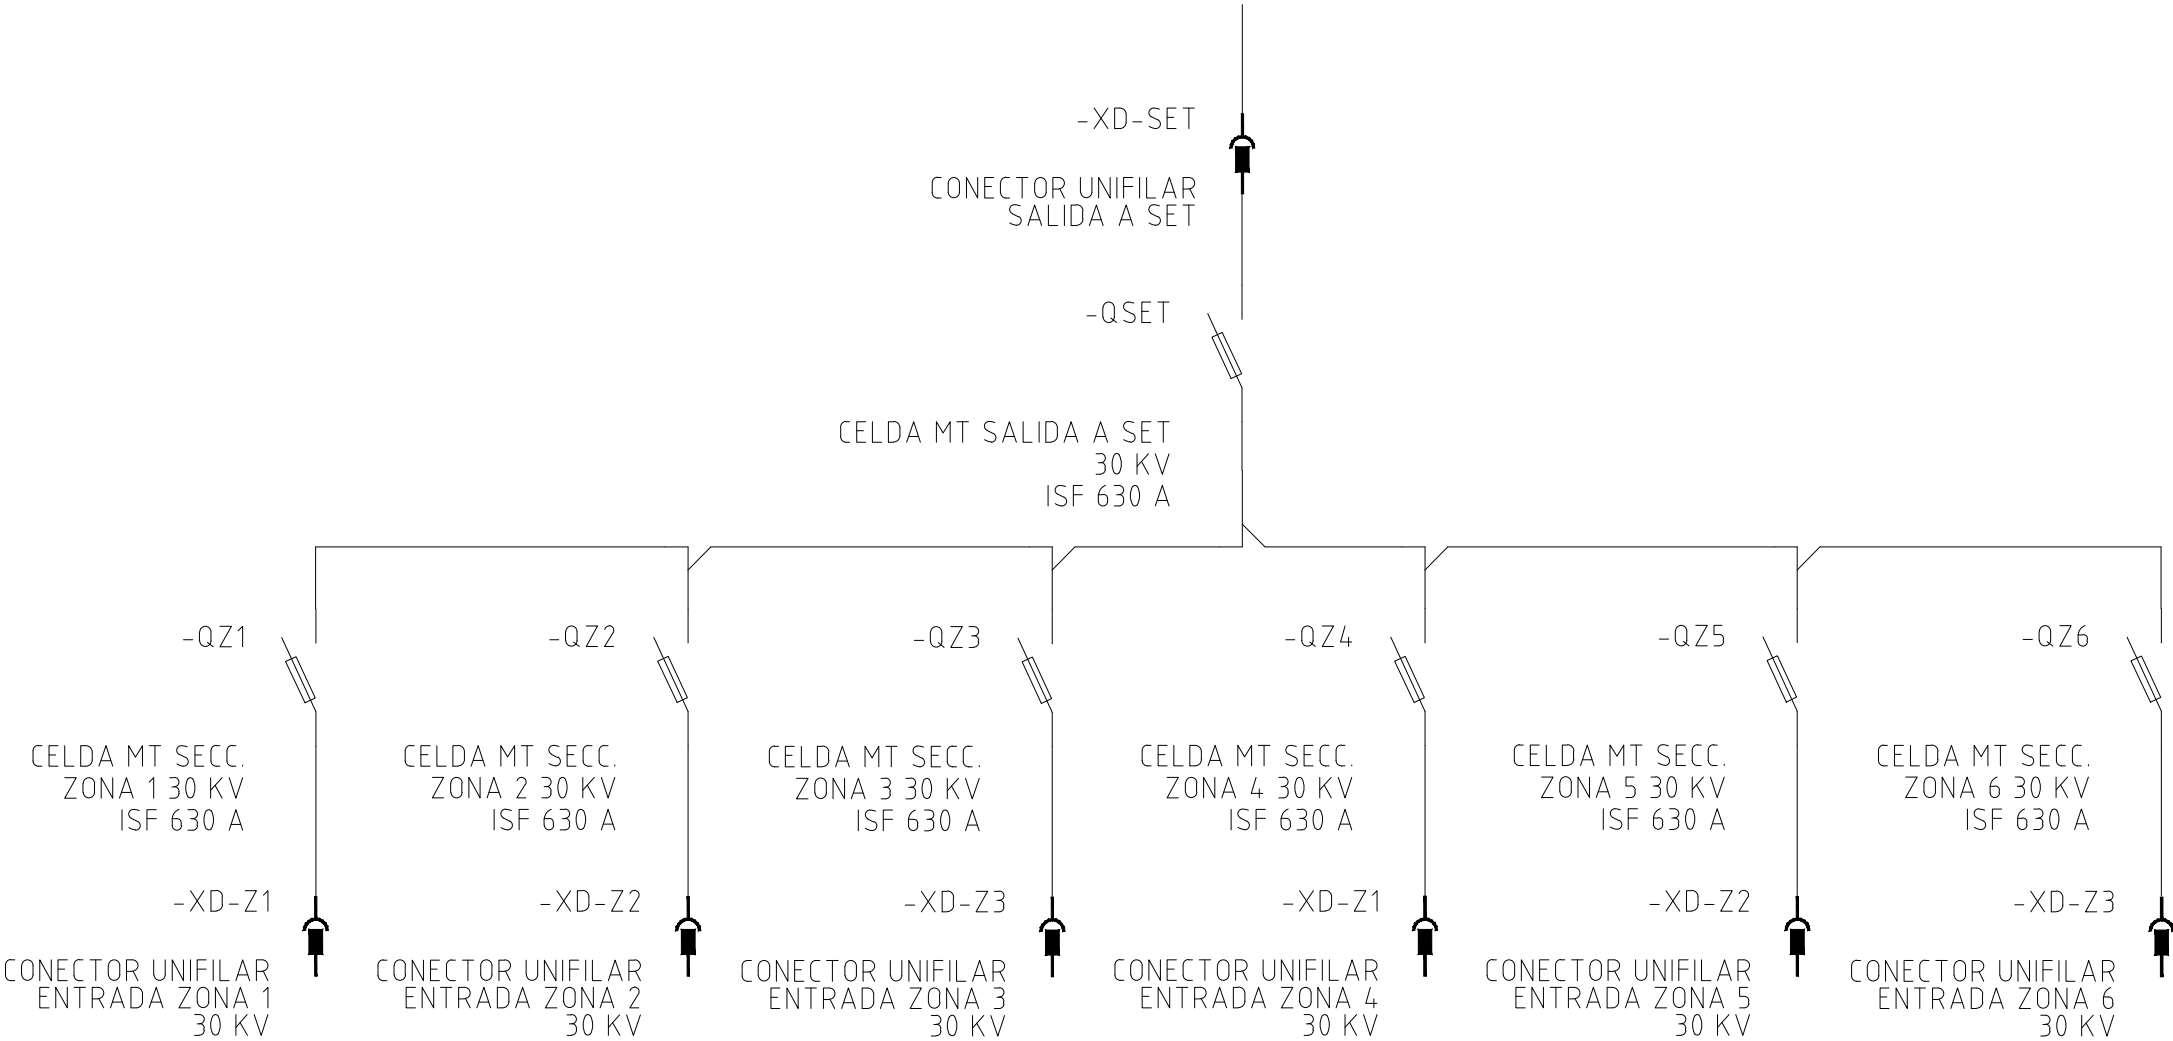 -XD-SET
CONECTOR UNIFILAR
SALIDA A SET
-QSET
CELDA MT SALIDA A SET
30 KV
ISF 630 A
-QZ1
CELDA MT SECC.
ZONA 1 30 KV
ISF 630 A
-XD-Z1
CONECTOR UNIFILAR
ENTRADA ZONA 1
30 KV
-QZ2
CELDA MT SECC.
ZONA 2 30 KV
ISF 630 A
-XD-Z2
CONECTOR UNIFILAR
ENTRADA ZONA 2
30 KV
-QZ3
CELDA MT SECC.
ZONA 3 30 KV
ISF 630 A
-XD-Z3
CONECTOR UNIFILAR
ENTRADA ZONA 3
30 KV
-QZ4
CELDA MT SECC.
ZONA 4 30 KV
ISF 630 A
-XD-Z1
CONECTOR UNIFILAR
ENTRADA ZONA 4
30 KV
-QZ5
CELDA MT SECC.
ZONA 5 30 KV
ISF 630 A
-XD-Z2
CONECTOR UNIFILAR
ENTRADA ZONA 5
30 KV
-QZ6
CELDA MT SECC.
ZONA 6 30 KV
ISF 630 A
-XD-Z3
CONECTOR UNIFILAR
ENTRADA ZONA 6
30 KV